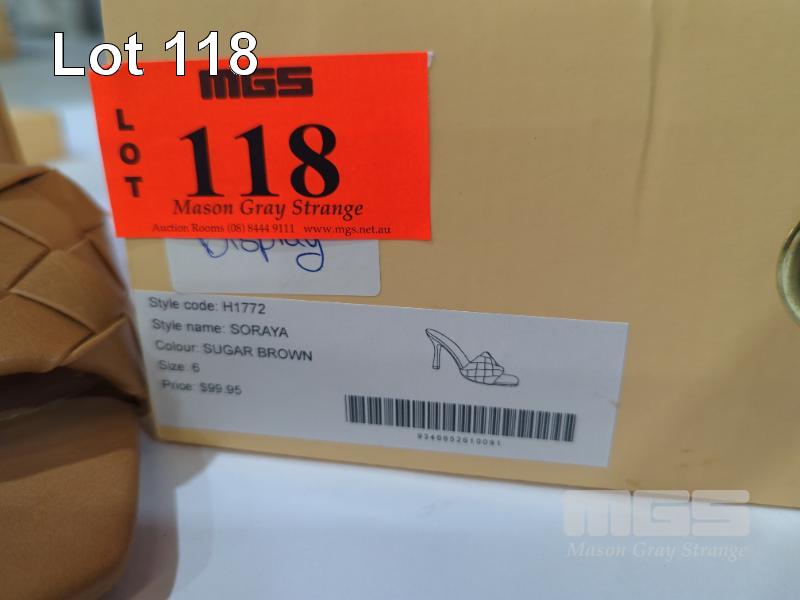 Lot 118
MGS
LOT
118
Mason Gray Strange
Auction Rooms (08) 8444 9111 www.mgs.net.au
Display
Style code: H1772
Style name: SORAYA
Colour: SUGAR BROWN
Size: 6
Price: $99.95
9346852610091
MGS
Mason Gray Strange